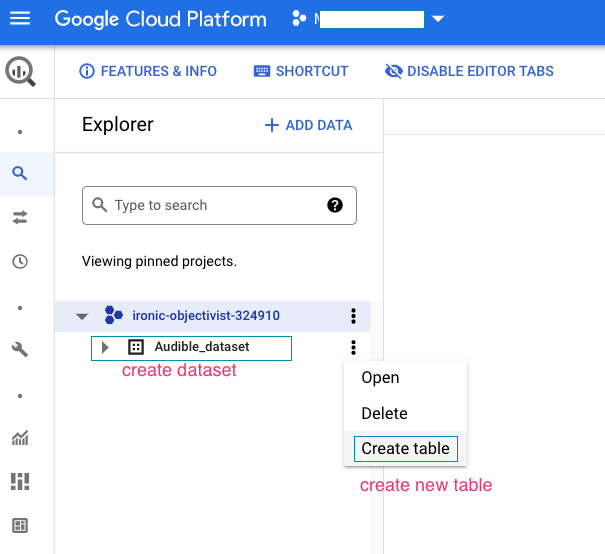 Google Cloud Platform
FEATURES & INFO
SHORTCUT
DISABLE EDITOR TABS
Explorer
ADD DATA
Type to search
?
Viewing pinned projects.
ironic-objectivist-324910
Audible_dataset
create dataset
Open
Delete
Create table
create new table